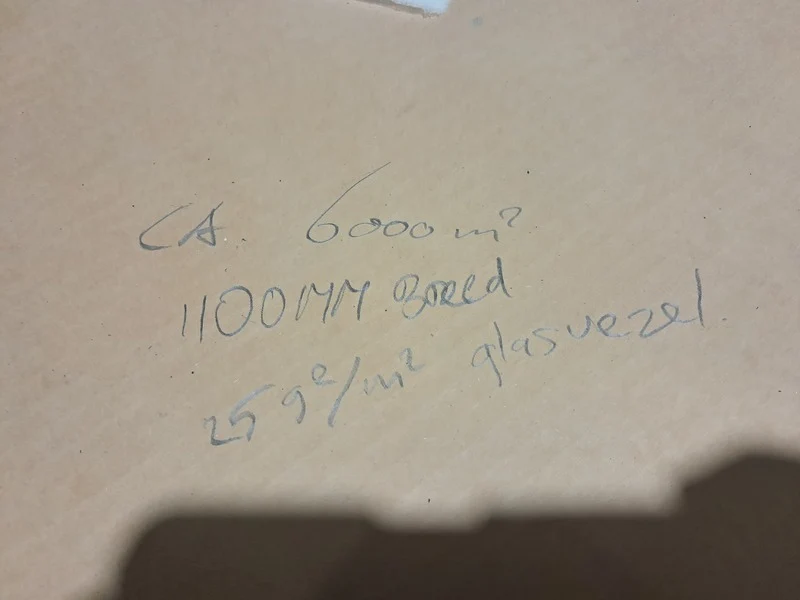 CA 6000 m²
1100MM Breed
25 g²/m² glasvezel